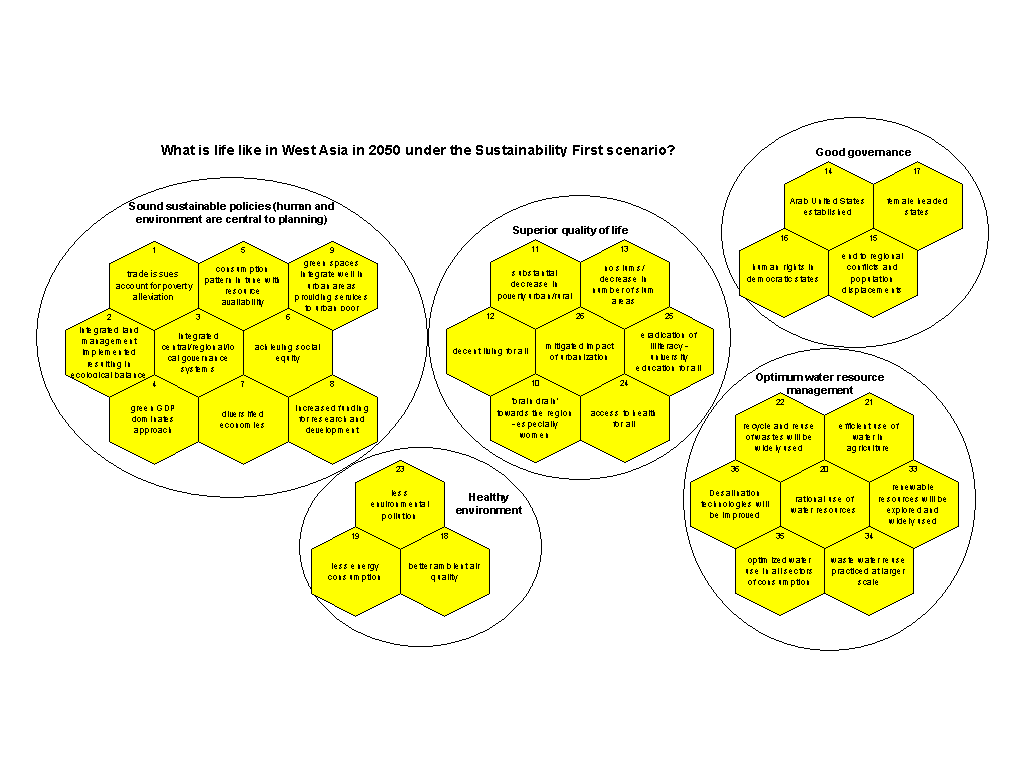 What is life like in West Asia in 2050 under the Sustainability First scenario?
Sound sustainable policies (human and
environment are central to planning)
1
trade issues
account for poverty
alleviation
5
consumption
pattern in tune with
resource
availability
9
green spaces
integrate well in
urban areas
providing services
to urban poor
2
integrated land
management
implemented
resulting in
ecological balance
3
integrated
central/regional/lo
cal governance
systems
6
achieving social
equity
4
green GDP
dominates
approach
7
diversified
economies
8
increased funding
for research and
development
Superior quality of life
11
substantial
decrease in
poverty urban/rural
13
no slums/
decrease in
number of slum
areas
12
decent living for all
26
mitigated impact
of urbanization
25
eradication of
illiteracy -
university
education for all
10
'brain drain'
towards the region
- especially
women
24
access to health
for all
Good governance
14
Arab United States
established
17
female headed
states
16
human rights in
democratic states
15
end to regional
conflicts and
population
displacements
Optimum water resource
management
22
recycle and reuse
of wastes will be
widely used
21
efficient use of
water in
agriculture
36
Desalination
technologies will
be improved
20
rational use of
water resources
33
renewable
resources will be
explored and
widely used
35
optimized water
use in all sectors
of consumption
34
waste water reuse
practiced at larger
scale
Healthy
environment
23
less
environmental
pollution
19
less energy
consumption
18
better ambient air
quality